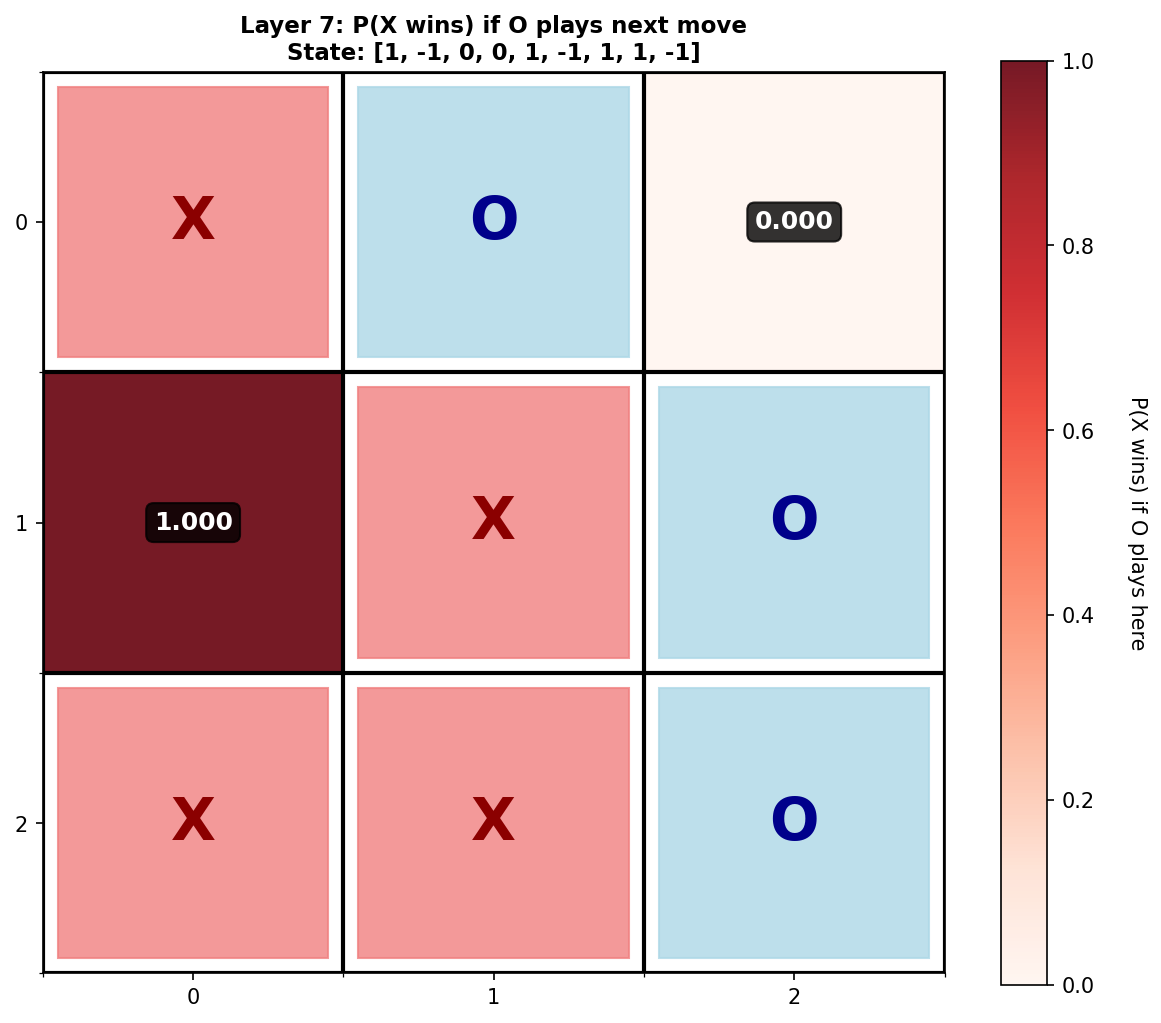 Layer 7: P(X wins) if O plays next move
State: [1, -1, 0, 0, 1, -1, 1, 1, -1]
0
X
O
0.000
1
1.000
X
O
2
X
X
O
0
1
2
1.0
0.8
0.6
0.4
0.2
0.0
P(X wins) if O plays here